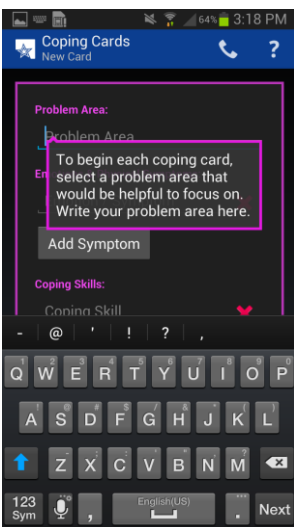 64% 3:18 PM
Coping Cards
New Card
?
Problem Area:
Problem Area
To begin each coping card,
select a problem area that
would be helpful to focus on.
Write your problem area here.
Add Symptom
Coping Skills:
Coping Skill
- @ ' ! ? ,
Q W E R T Y U I O P
A S D F G H J K L
Z X C V B N M
123
Sym
,
English(US)
.
Next